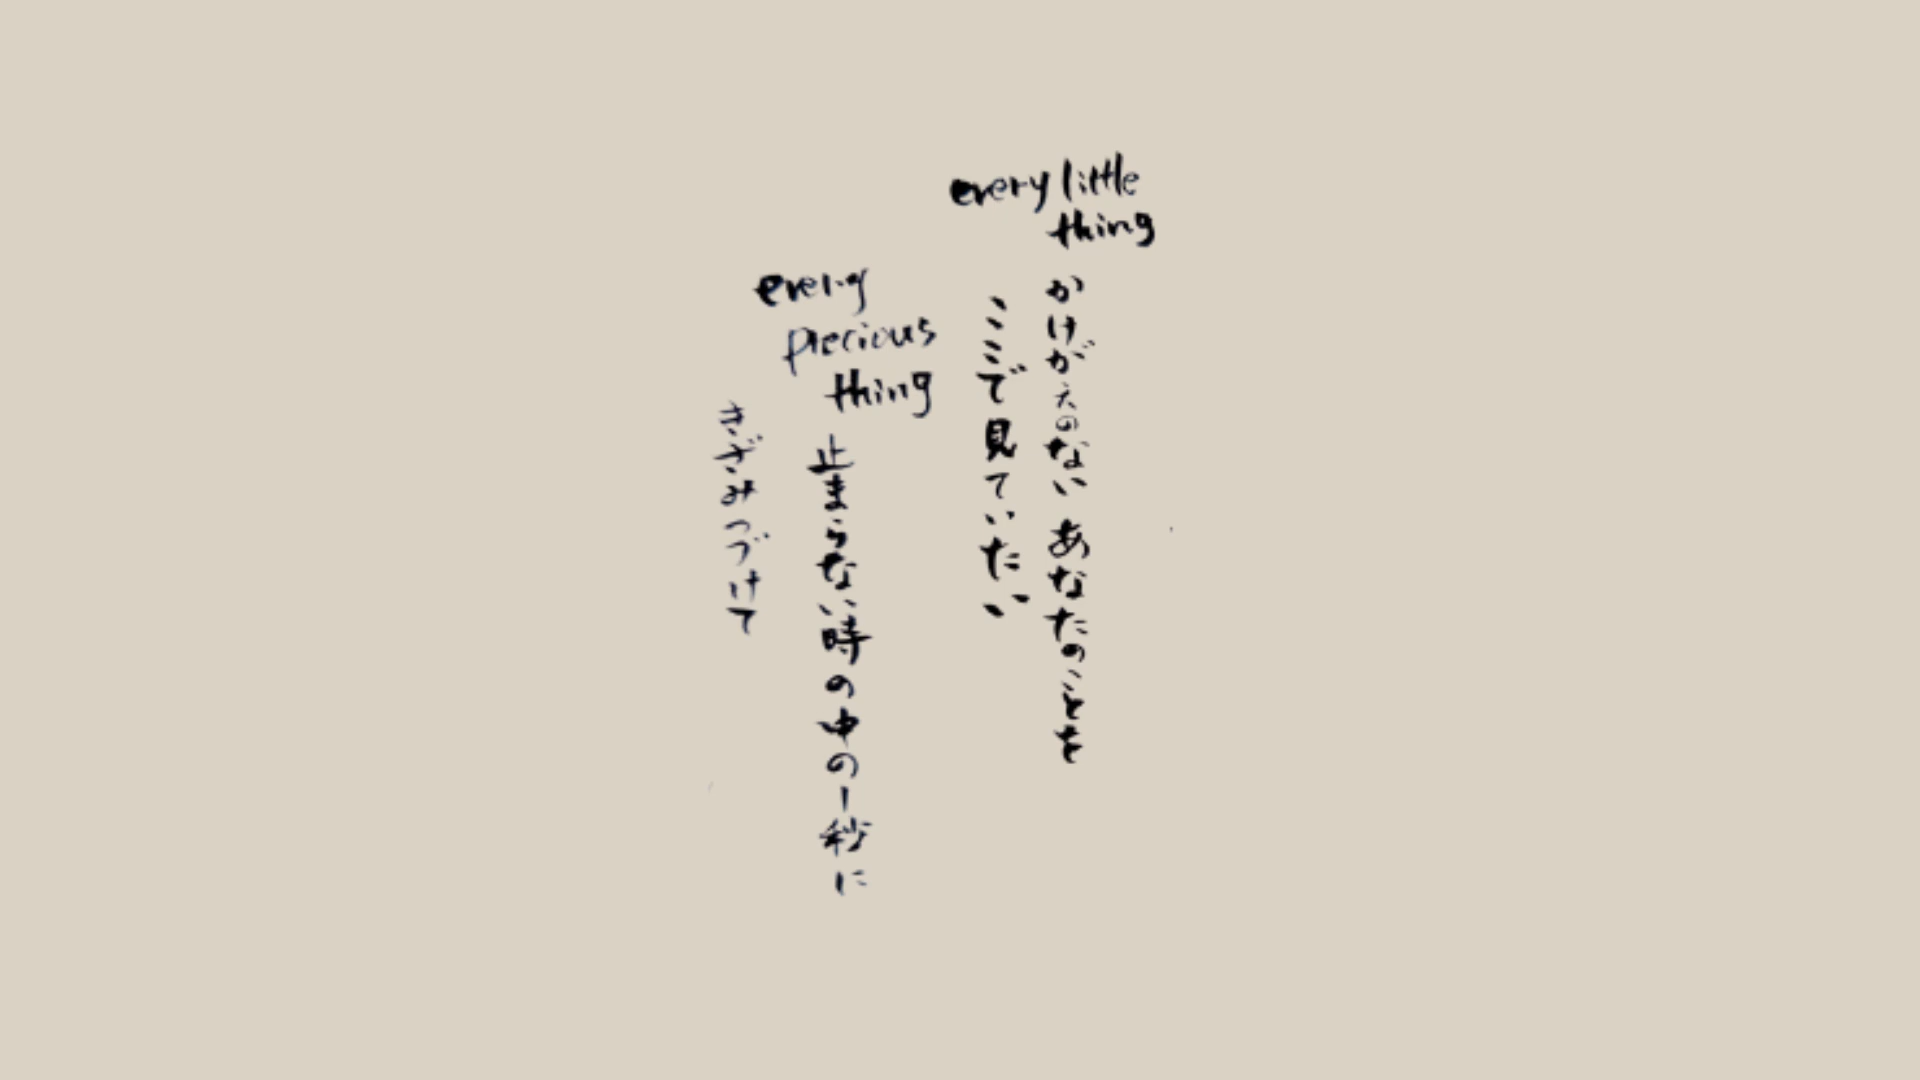 every little
thing
かけがえのない あなたのことを
ここで見ていたい
every
precious
thing
止まらない時の中の1秒に
きざみつづけて